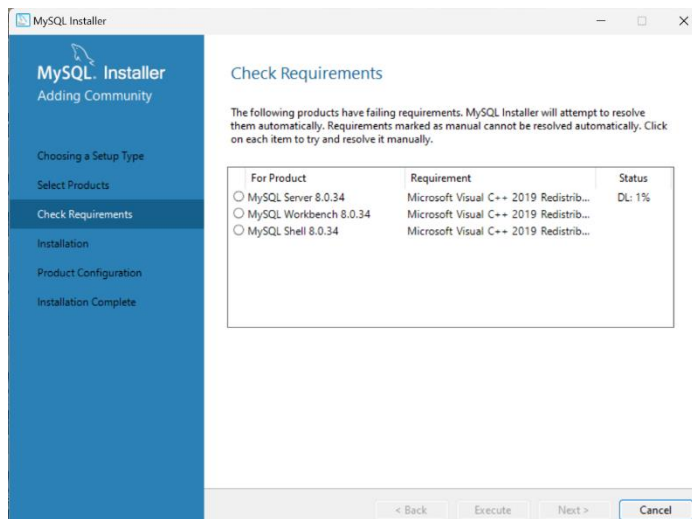 MySQL Installer
MySQL. Installer
Adding Community
Choosing a Setup Type
Select Products
Check Requirements
Installation
Product Configuration
Installation Complete
Check Requirements
The following products have failing requirements. MySQL Installer will attempt to resolve
them automatically. Requirements marked as manual cannot be resolved automatically. Click
on each item to try and resolve it manually.
For Product Requirement Status
MySQL Server 8.0.34 Microsoft Visual C++ 2019 Redistrib... DL: 1%
MySQL Workbench 8.0.34 Microsoft Visual C++ 2019 Redistrib...
MySQL Shell 8.0.34 Microsoft Visual C++ 2019 Redistrib...
< Back Execute Next > Cancel